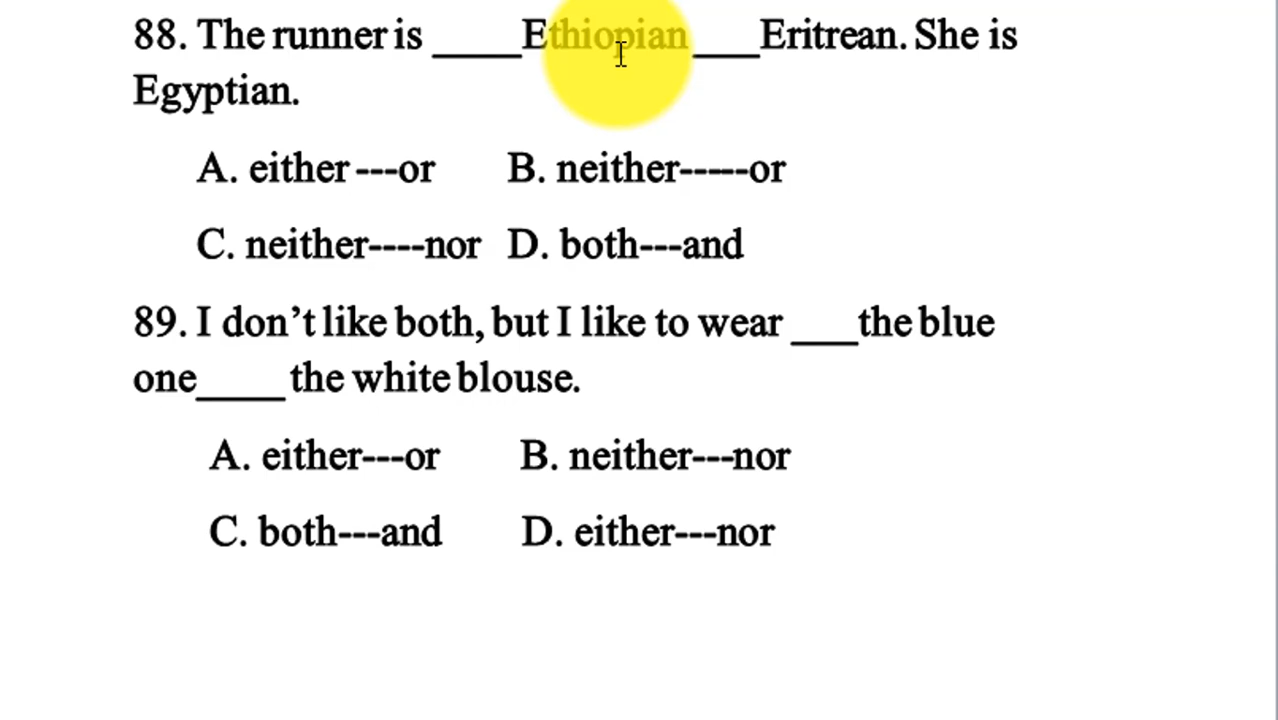 88. The runner is ____Ethiopian ___Eritrean. She is
Egyptian.
A. either ---or B. neither-----or
C. neither----nor D. both---and
89. I don’t like both, but I like to wear ___the blue
one____ the white blouse.
A. either---or B. neither---nor
C. both---and D. either---nor